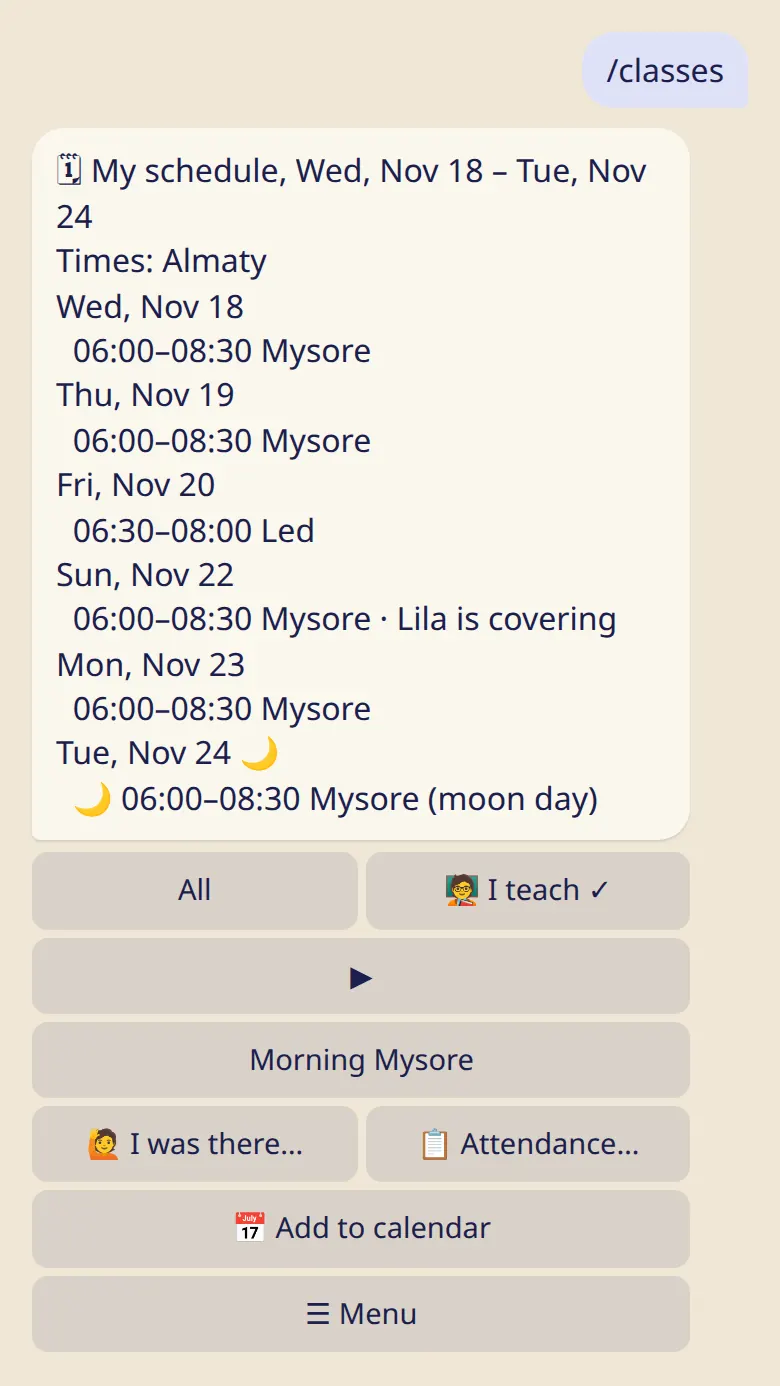 /classes
🗓 My schedule, Wed, Nov 18 – Tue, Nov
24
Times: Almaty
Wed, Nov 18
06:00–08:30 Mysore
Thu, Nov 19
06:00–08:30 Mysore
Fri, Nov 20
06:30–08:00 Led
Sun, Nov 22
06:00–08:30 Mysore · Lila is covering
Mon, Nov 23
06:00–08:30 Mysore
Tue, Nov 24 🌙
🌙 06:00–08:30 Mysore (moon day)
All
🧑‍🏫 I teach ✓
▶
Morning Mysore
🙋 I was there…
📋 Attendance…
📅 Add to calendar
☰ Menu